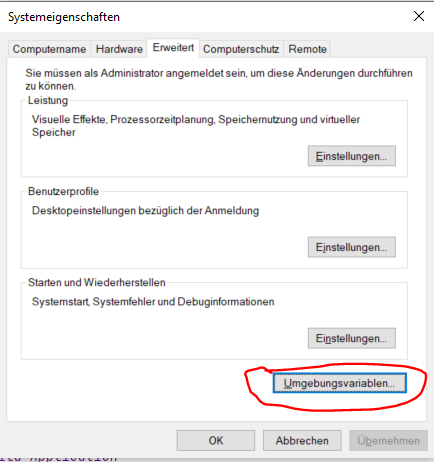 Systemeigenschaften
Computername Hardware Erweitert Computerschutz Remote
Sie müssen als Administrator angemeldet sein, um diese Änderungen durchführen
zu können.
Leistung
Visuelle Effekte, Prozessorzeitplanung, Speichernutzung und virtueller
Speicher
Einstellungen...
Benutzerprofile
Desktopeinstellungen bezüglich der Anmeldung
Einstellungen...
Starten und Wiederherstellen
Systemstart, Systemfehler und Debuginformationen
Einstellungen...
Umgebungsvariablen...
OK Abbrechen Übernehmen
Application